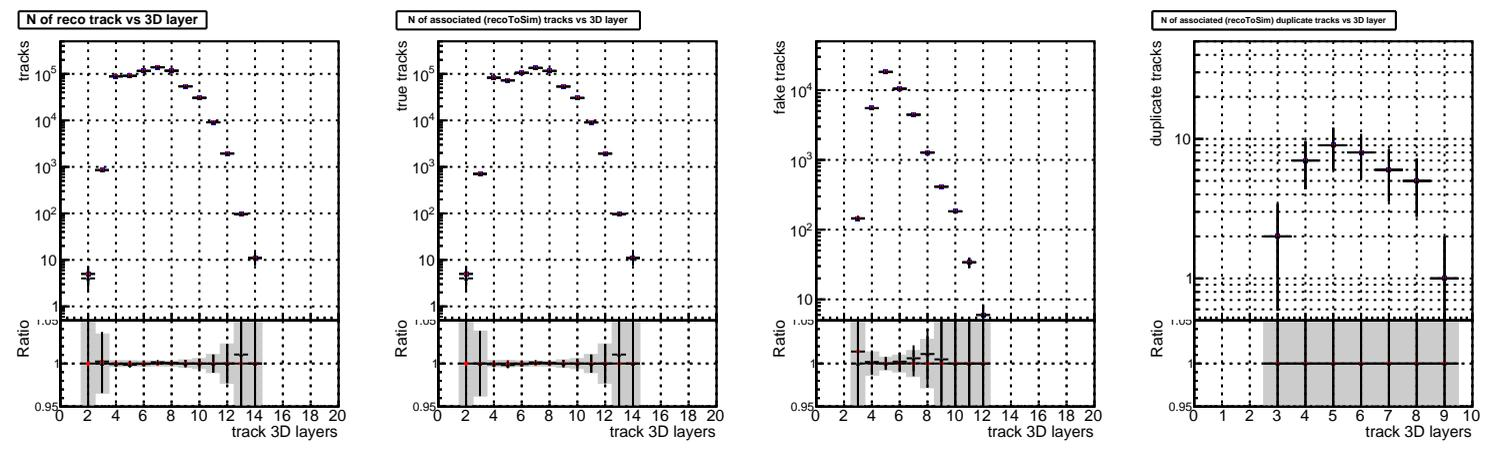 N of reco track vs 3D layer
tracks
10^5
10^4
10^3
10^2
10
1
Ratio
1.05
1
0.95
0 2 4 6 8 10 12 14 16 18 20
track 3D layers
N of associated (recoToSim) tracks vs 3D layer
true tracks
10^5
10^4
10^3
10^2
10
1
Ratio
1.05
1
0.95
0 2 4 6 8 10 12 14 16 18 20
track 3D layers
fake tracks
10^4
10^3
10^2
10
Ratio
1.05
1
0.95
0 2 4 6 8 10 12 14 16 18 20
track 3D layers
N of associated (recoToSim) duplicate tracks vs 3D layer
duplicate tracks
10
1
Ratio
1.05
1
0.95
0 1 2 3 4 5 6 7 8 9 10
track 3D layers